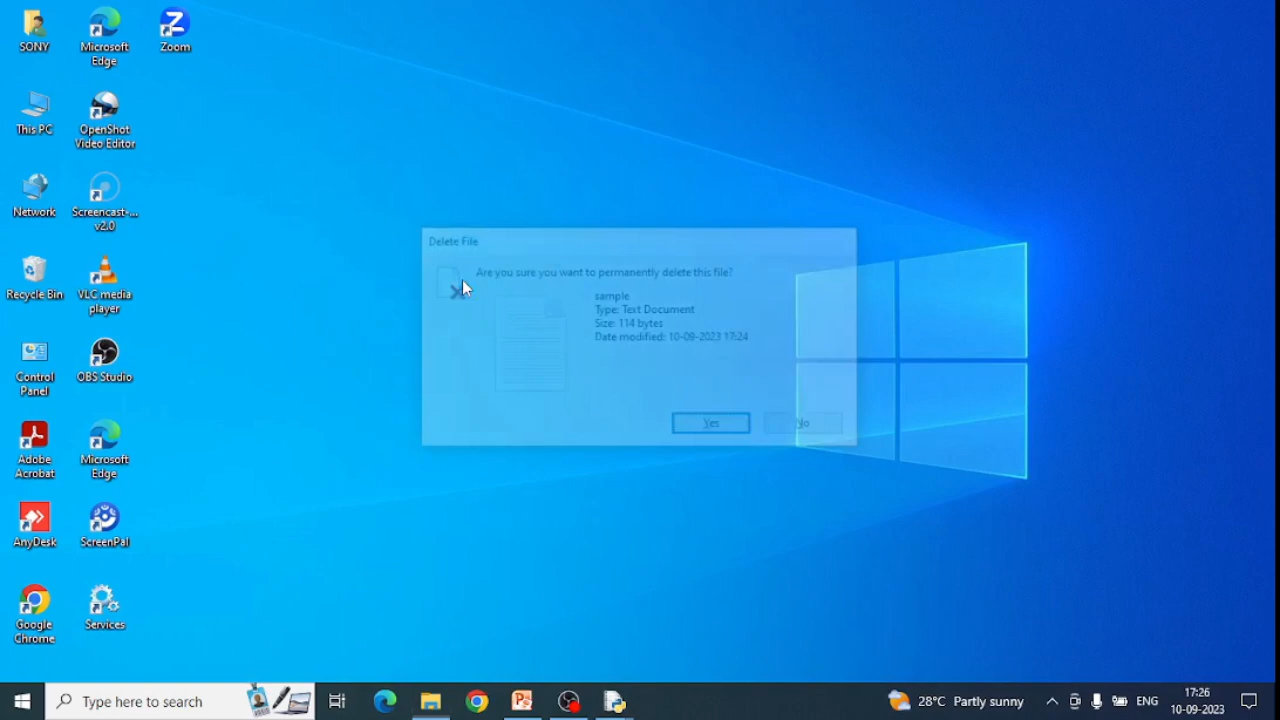 SONY
Microsoft
Edge
Zoom
This PC
OpenShot
Video Editor
Network
Screencast-...
v2.0
Recycle Bin
VLC media
player
Control
Panel
OBS Studio
Adobe
Acrobat
Microsoft
Edge
AnyDesk
ScreenPal
Google
Chrome
Services
Delete File
Are you sure you want to permanently delete this file?
sample
Type: Text Document
Size: 114 bytes
Date modified: 10-09-2023 17:24
Yes
No
Type here to search
28°C Partly sunny
ENG
17:26
10-09-2023